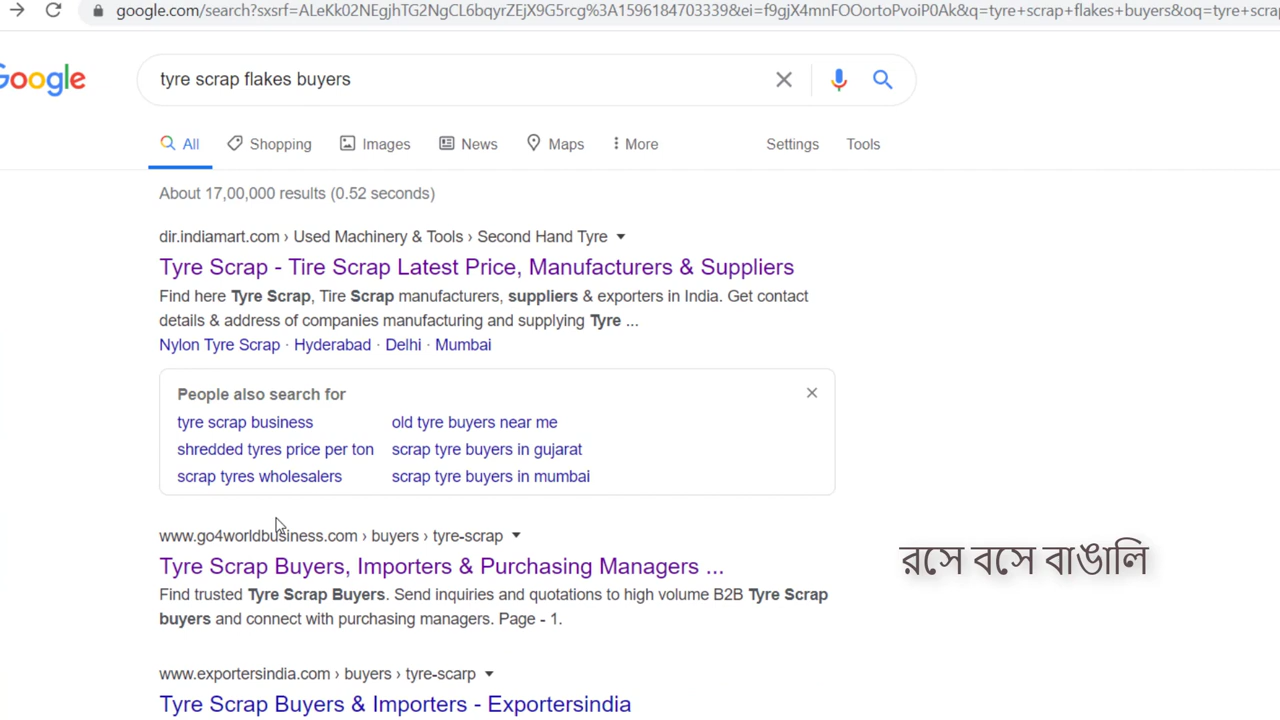 google.com/search?sxsrf=ALeKk02NEgjhTG2NgCL6bqyrZEjX9G5rcg%3A1596184703339&ei=f9gjX4mnFOOortoPvoiP0Ak&q=tyre+scrap+flakes+buyers&oq=tyre+scra
Google
tyre scrap flakes buyers
All Shopping Images News Maps More Settings Tools
About 17,00,000 results (0.52 seconds)
dir.indiamart.com › Used Machinery & Tools › Second Hand Tyre
Tyre Scrap - Tire Scrap Latest Price, Manufacturers & Suppliers
Find here Tyre Scrap, Tire Scrap manufacturers, suppliers & exporters in India. Get contact
details & address of companies manufacturing and supplying Tyre ...
Nylon Tyre Scrap · Hyderabad · Delhi · Mumbai
People also search for
tyre scrap business old tyre buyers near me
shredded tyres price per ton scrap tyre buyers in gujarat
scrap tyres wholesalers scrap tyre buyers in mumbai
www.go4worldbusiness.com › buyers › tyre-scrap
Tyre Scrap Buyers, Importers & Purchasing Managers ...
Find trusted Tyre Scrap Buyers. Send inquiries and quotations to high volume B2B Tyre Scrap
buyers and connect with purchasing managers. Page - 1.
রসে বসে বাঙালি
www.exportersindia.com › buyers › tyre-scarp
Tyre Scrap Buyers & Importers - Exportersindia